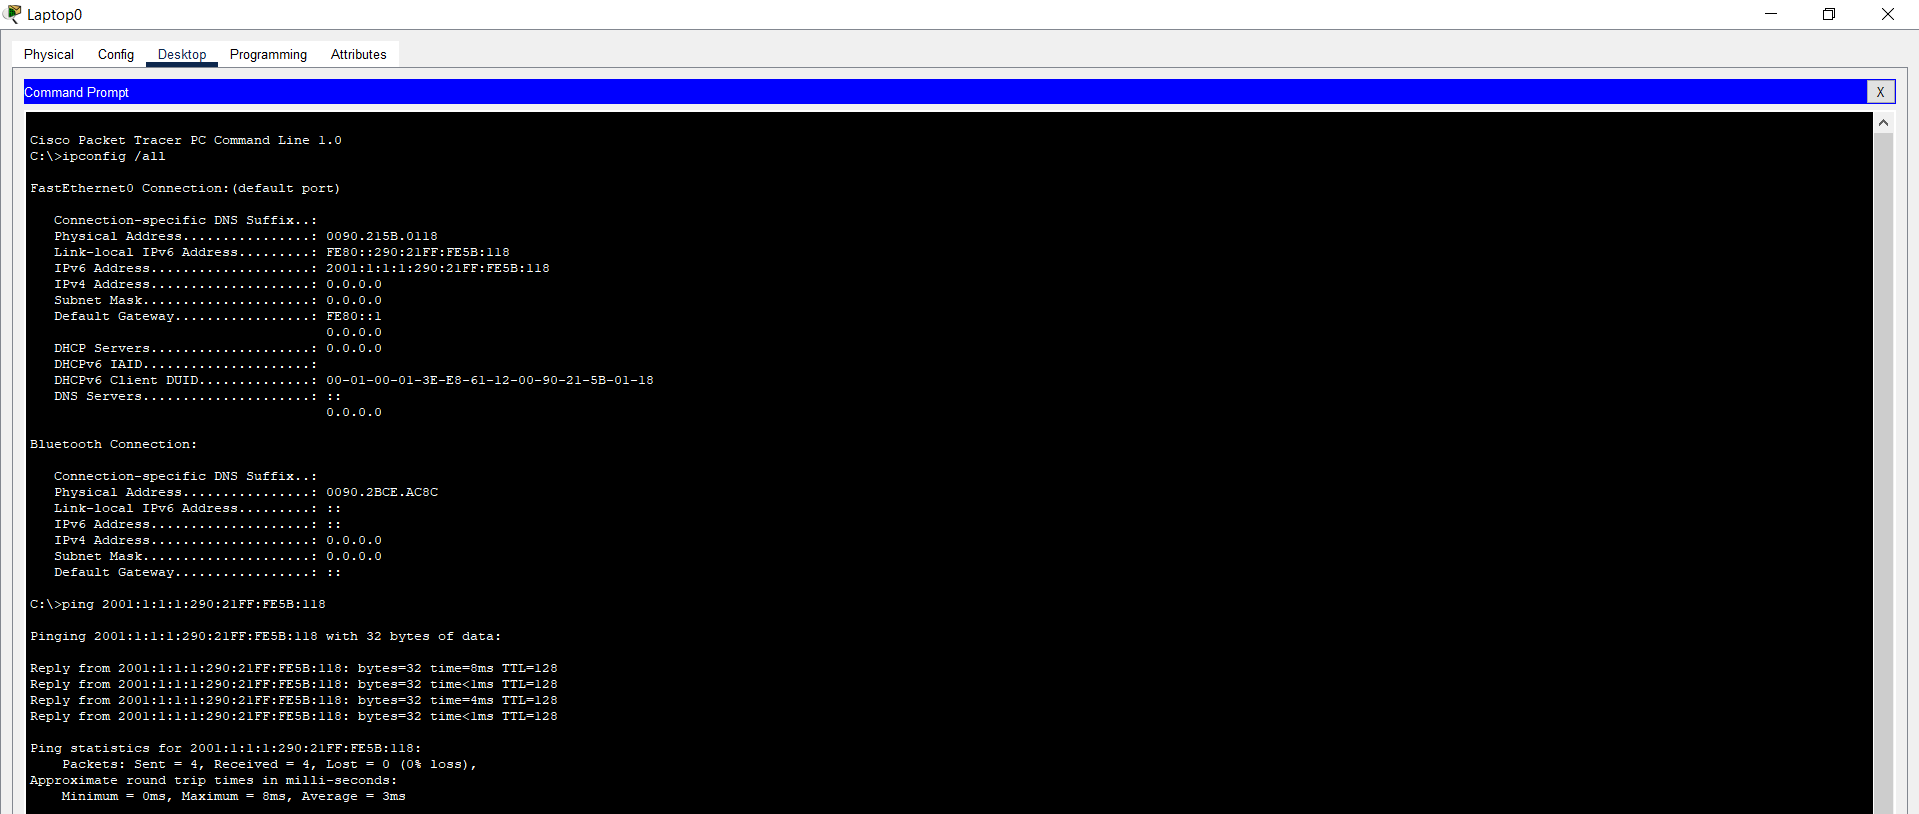 Laptop0
Physical Config Desktop Programming Attributes
Command Prompt
X
Cisco Packet Tracer PC Command Line 1.0
C:\>ipconfig /all
FastEthernet0 Connection:(default port)
Connection-specific DNS Suffix..:
Physical Address................: 0090.215B.0118
Link-local IPv6 Address.........: FE80::290:21FF:FE5B:118
IPv6 Address....................: 2001:1:1:1:290:21FF:FE5B:118
IPv4 Address....................: 0.0.0.0
Subnet Mask.....................: 0.0.0.0
Default Gateway.................: FE80::1
0.0.0.0
DHCP Servers....................: 0.0.0.0
DHCPv6 IAID.....................:
DHCPv6 Client DUID..............: 00-01-00-01-3E-E8-61-12-00-90-21-5B-01-18
DNS Servers.....................: ::
0.0.0.0
Bluetooth Connection:
Connection-specific DNS Suffix..:
Physical Address................: 0090.2BCE.AC8C
Link-local IPv6 Address.........: ::
IPv6 Address....................: ::
IPv4 Address....................: 0.0.0.0
Subnet Mask.....................: 0.0.0.0
Default Gateway.................: ::
C:\>ping 2001:1:1:1:290:21FF:FE5B:118
Pinging 2001:1:1:1:290:21FF:FE5B:118 with 32 bytes of data:
Reply from 2001:1:1:1:290:21FF:FE5B:118: bytes=32 time=8ms TTL=128
Reply from 2001:1:1:1:290:21FF:FE5B:118: bytes=32 time<1ms TTL=128
Reply from 2001:1:1:1:290:21FF:FE5B:118: bytes=32 time=4ms TTL=128
Reply from 2001:1:1:1:290:21FF:FE5B:118: bytes=32 time<1ms TTL=128
Ping statistics for 2001:1:1:1:290:21FF:FE5B:118:
Packets: Sent = 4, Received = 4, Lost = 0 (0% loss),
Approximate round trip times in milli-seconds:
Minimum = 0ms, Maximum = 8ms, Average = 3ms